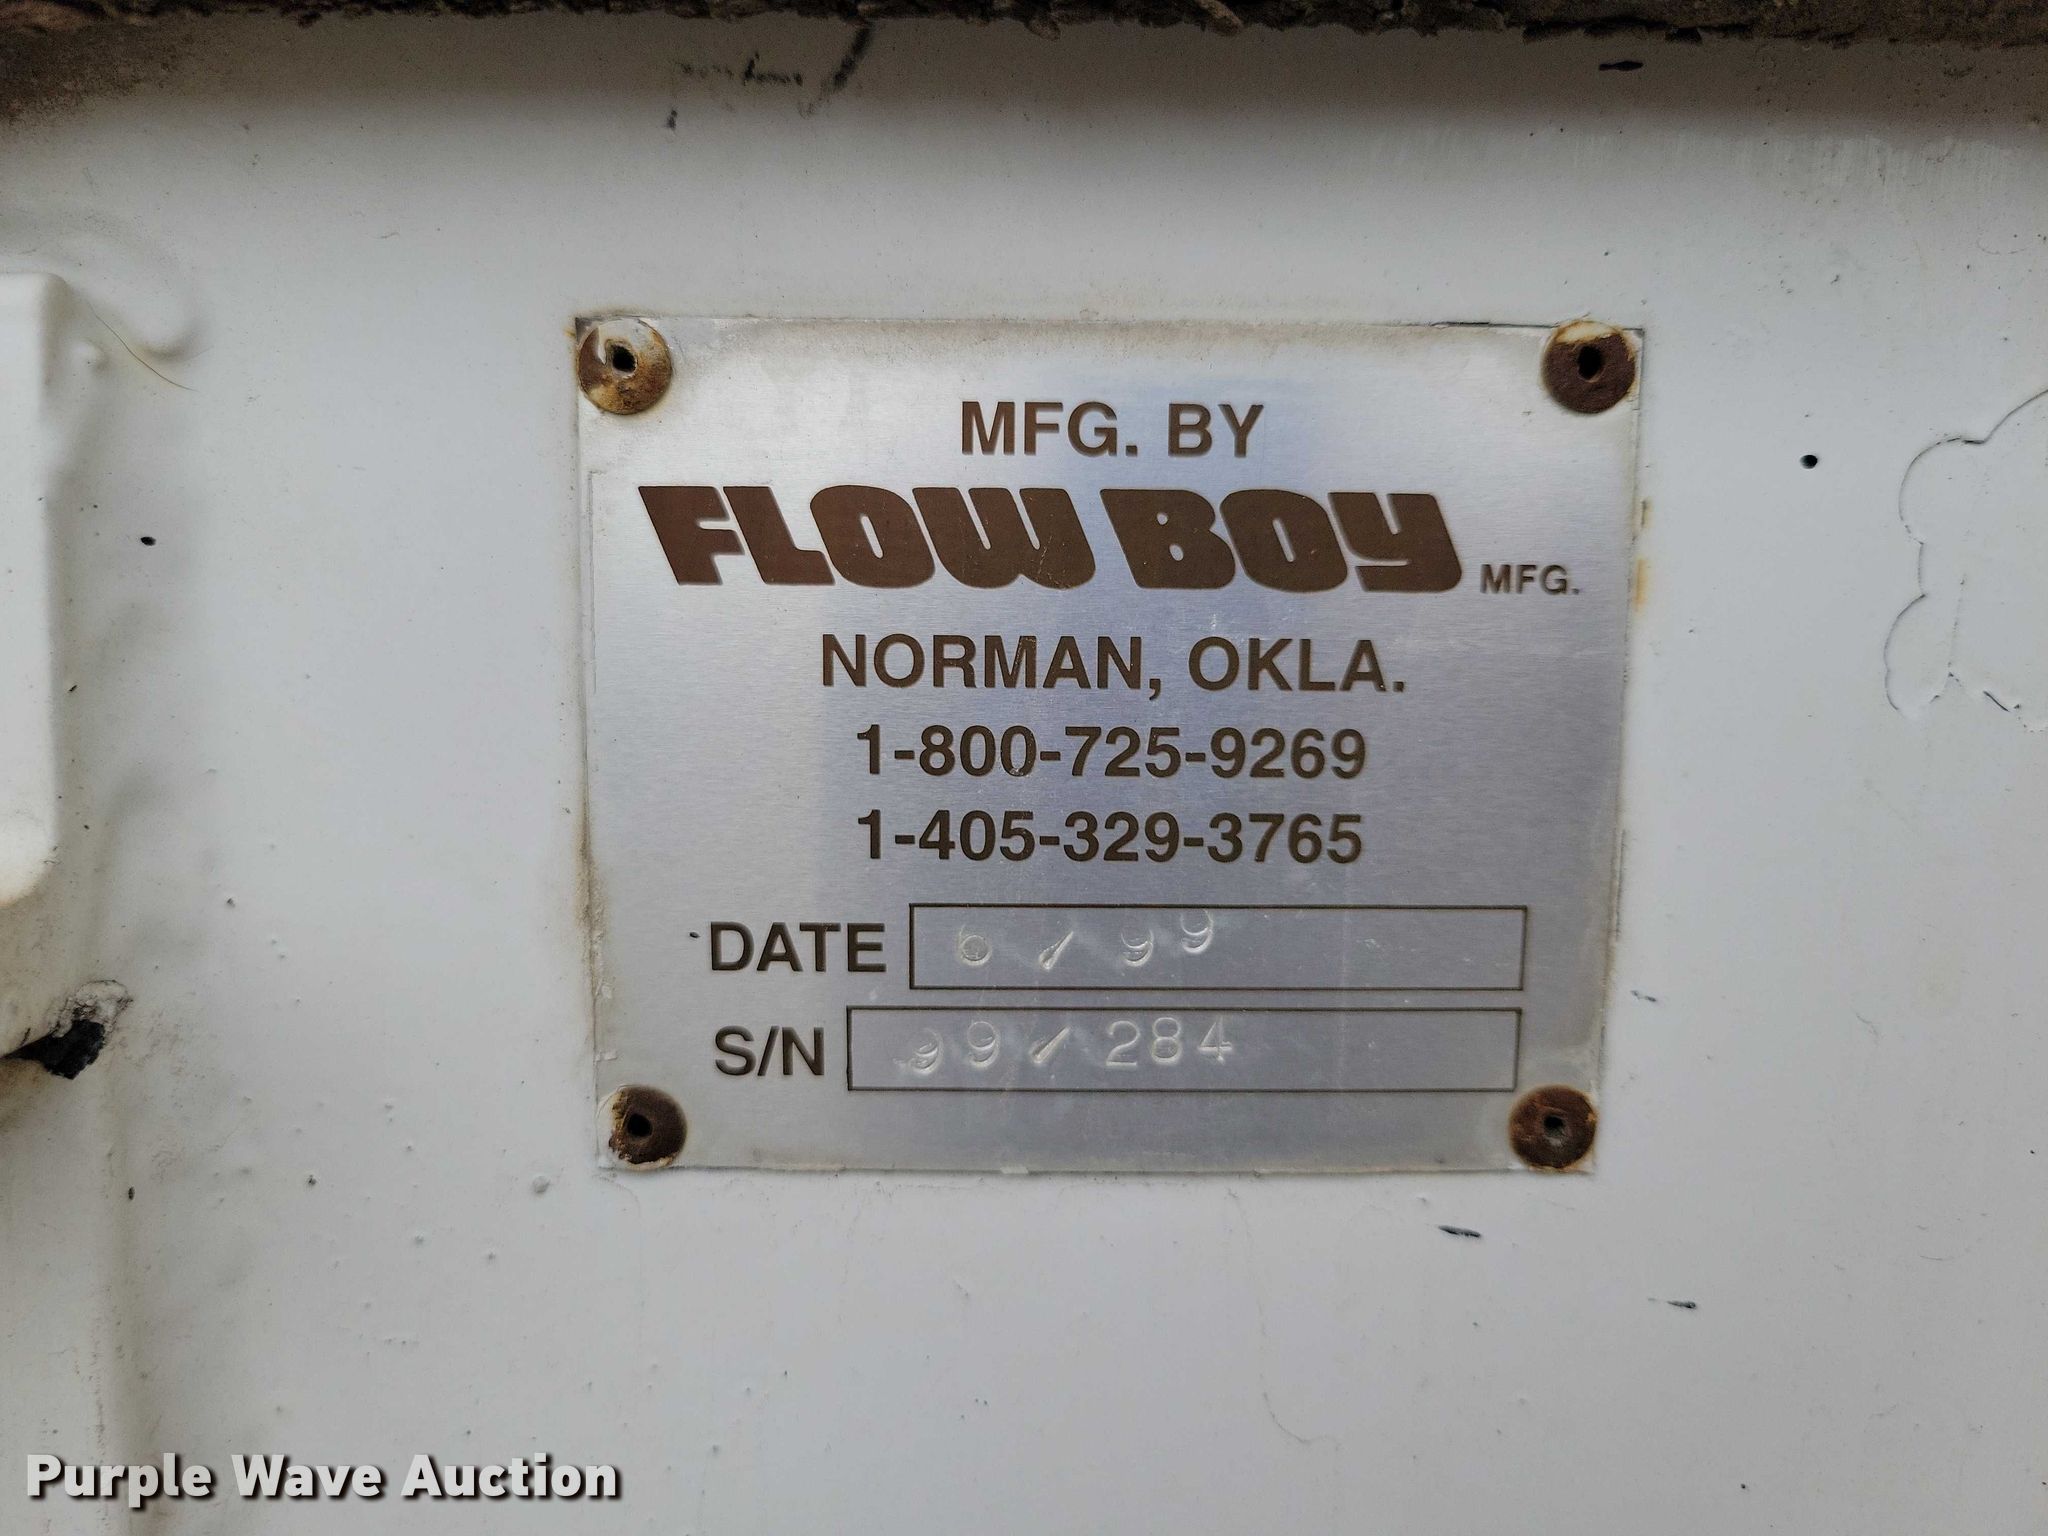 MFG. BY
FLOW BOY MFG.
NORMAN, OKLA.
1-800-725-9269
1-405-329-3765
DATE 6 / 99
S/N 99/284
Purple Wave Auction